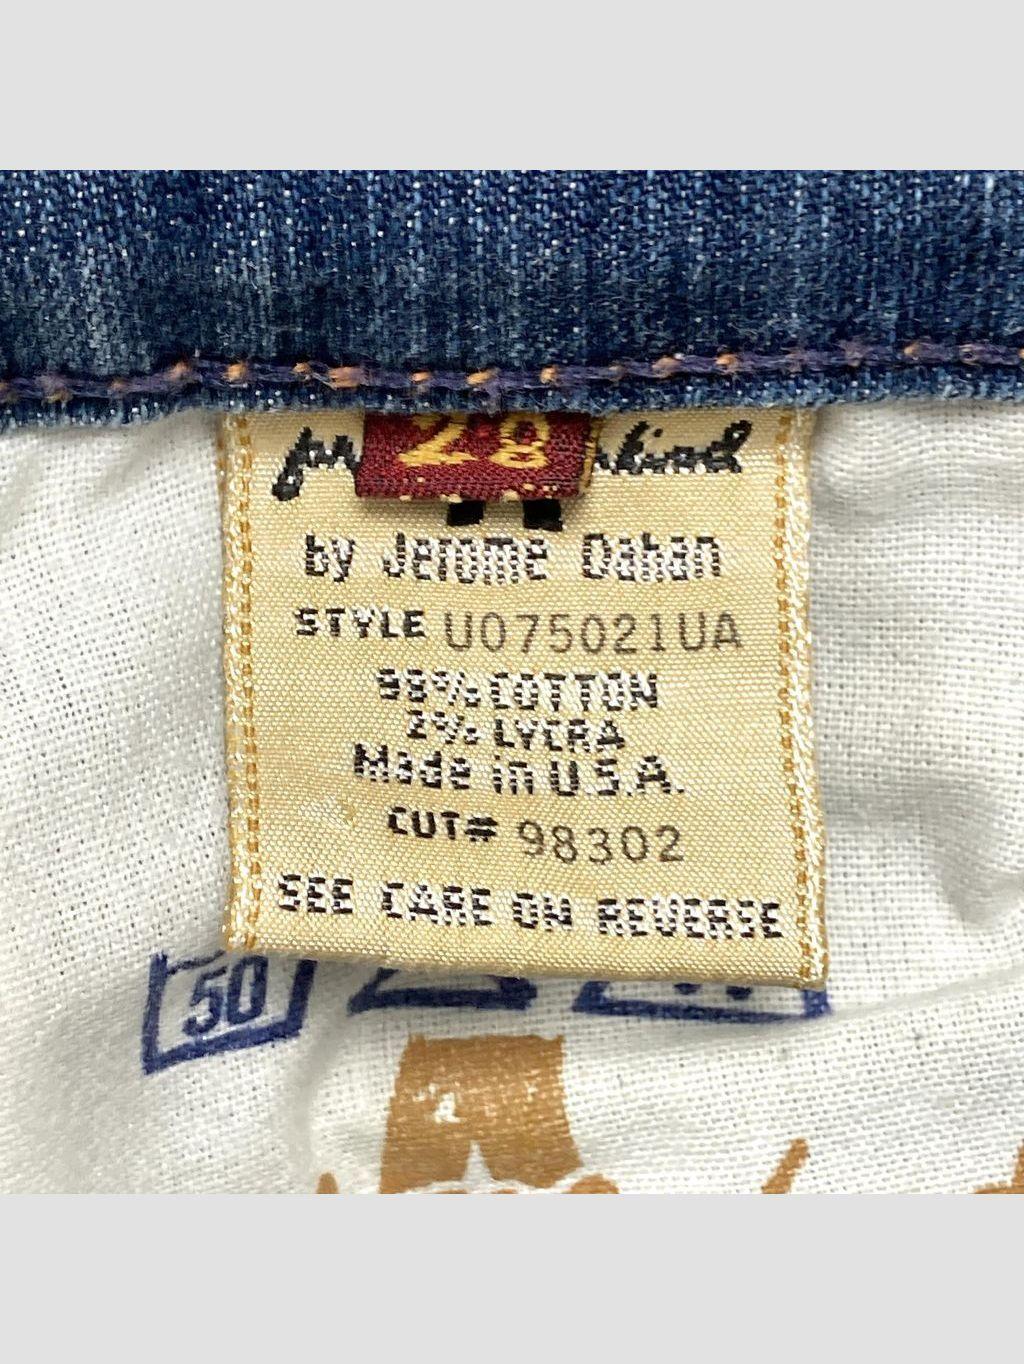 28
by Jerome Dahan
STYLE U075021UA
98% COTTON
2% LYCRA
Made in U.S.A.
CUT# 98302
SEE CARE ON REVERSE
50